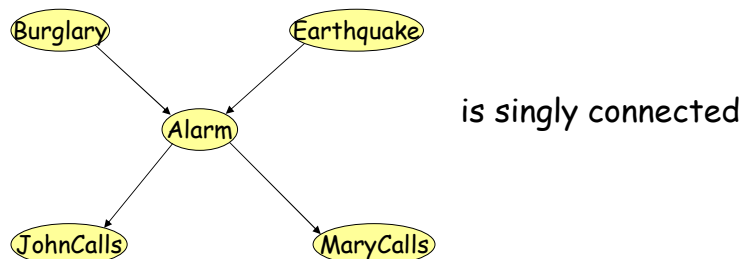 Burglary
Earthquake
Alarm
is singly connected
JohnCalls
MaryCalls